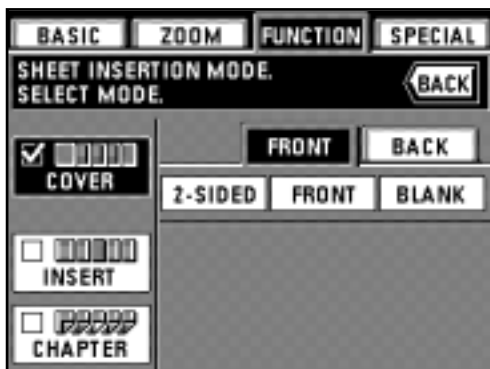 BASIC ZOOM FUNCTION SPECIAL
SHEET INSERTION MODE.
SELECT MODE.
BACK
COVER
FRONT BACK
2-SIDED FRONT BLANK
INSERT
CHAPTER